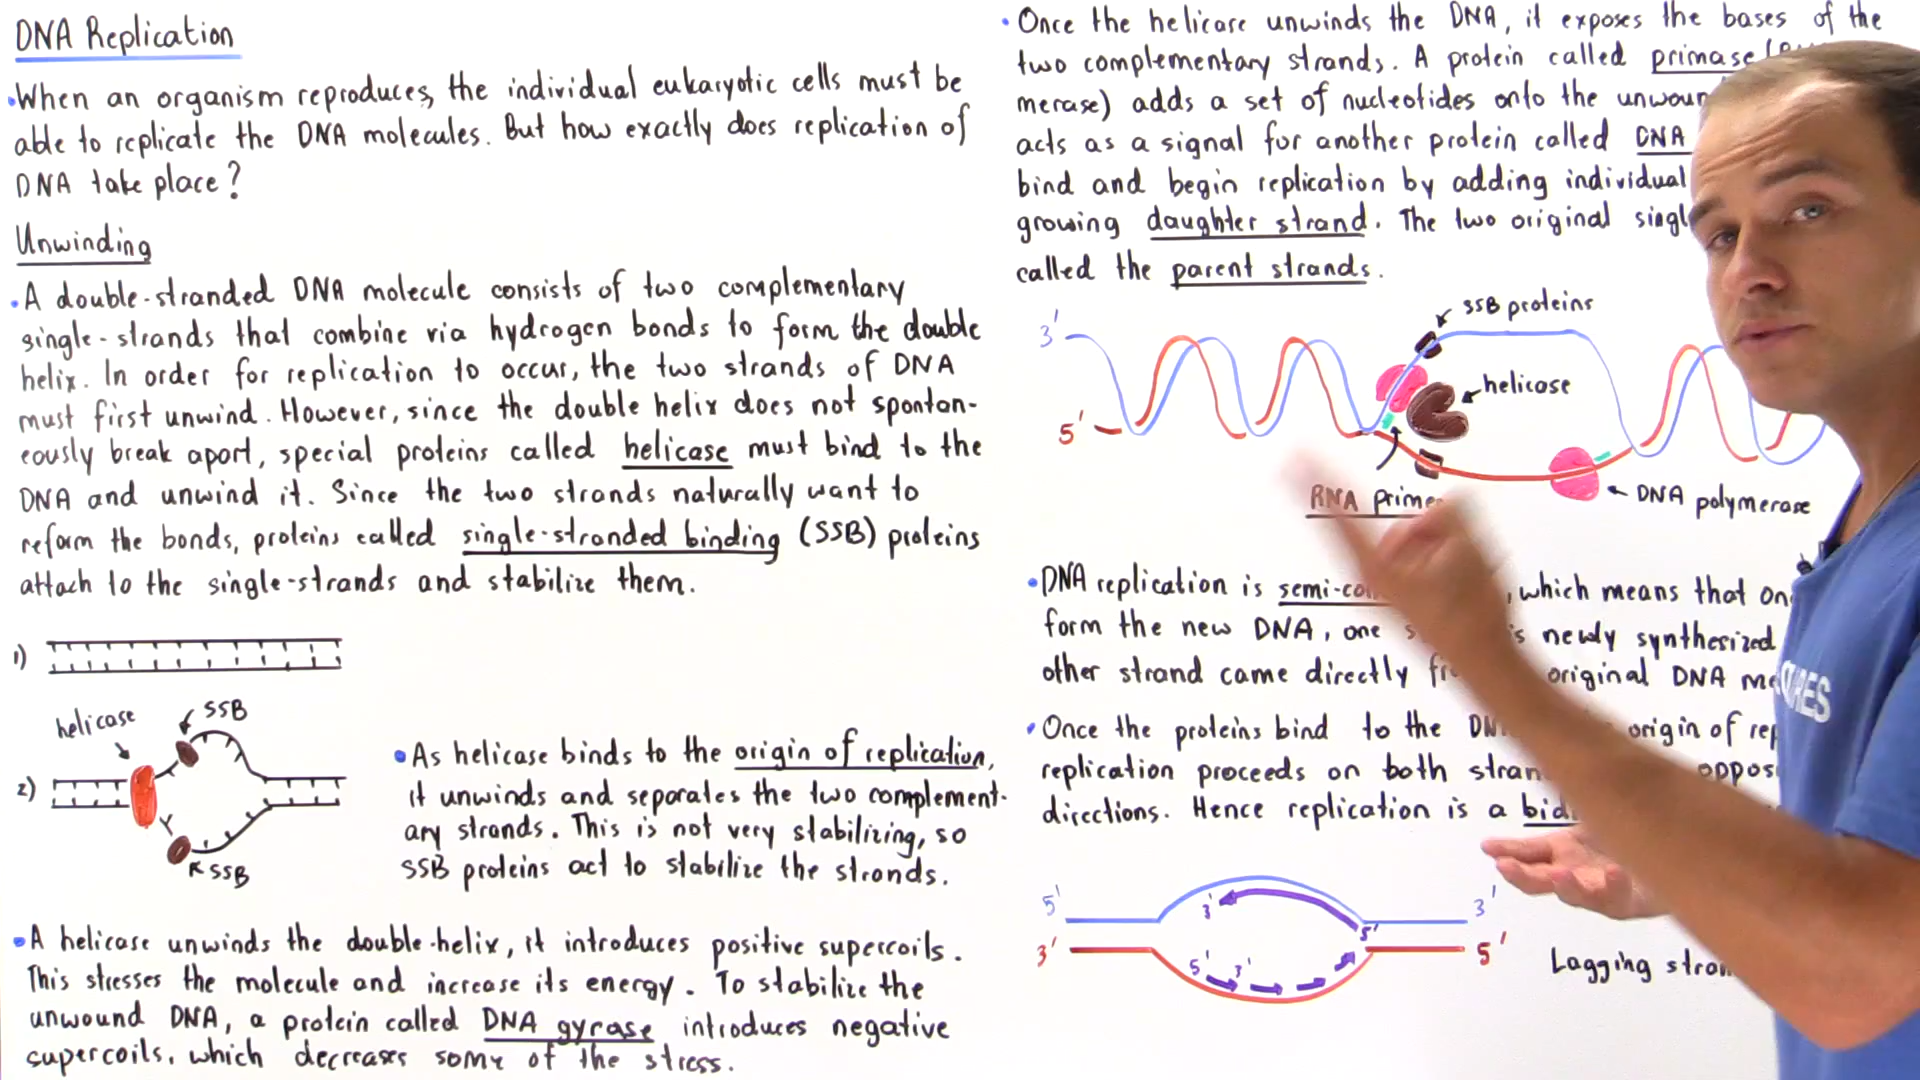 DNA Replication
•When an organism reproduces, the individual eukaryotic cells must be
able to replicate the DNA molecules. But how exactly does replication of
DNA take place?
Unwinding
•A double-stranded DNA molecule consists of two complementary
single-strands that combine via hydrogen bonds to form the double
helix. In order for replication to occur, the two strands of DNA
must first unwind. However, since the double helix does not spontan-
eously break apart, special proteins called helicase must bind to the
DNA and unwind it. Since the two strands naturally want to
reform the bonds, proteins called single-stranded binding (SSB) proteins
attach to the single-strands and stabilize them.
1)
helicase
SSB
2)
SSB
•As helicase binds to the origin of replication,
it unwinds and separates the two complement-
ary strands. This is not very stabilizing, so
SSB proteins act to stabilize the strands.
•A helicase unwinds the double-helix, it introduces positive supercoils.
This stresses the molecule and increase its energy. To stabilize the
unwound DNA, a protein called DNA gyrase introduces negative
supercoils, which decreases some of the stress.
•Once the helicase unwinds the DNA, it exposes the bases of the
two complementary strands. A protein called primase
merase) adds a set of nucleotides onto the
acts as a signal for another protein called DNA
bind and begin replication by adding individual
growing daughter strand. The two original
called the parent strands.
3'
SSB proteins
helicase
5'
RNA
DNA polymerase
•DNA replication is which means that
form the new DNA, one newly synthesized
other strand came directly original DNA
•Once the proteins bind to the origin of
replication proceeds on both
directions. Hence replication is a
5'
3'
3'
5'
3'
5'
5'
3'
Lagging